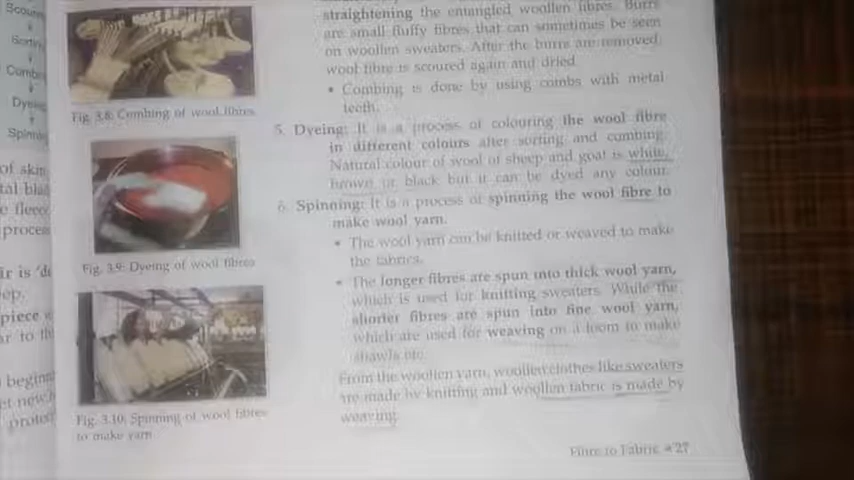 Scouring
Sorting
Combing
Dyeing
Spinning
of skin
tal
e fleece
process
ir is 'de
ep.
piece
ar to the
beginn
et new
protect
Fig. 3.8: Combing of wool fibres
Fig. 3.9: Dyeing of wool fibres
Fig. 3.10: Spinning of wool fibres
to make yarn
straightening the entangled woollen fibres. Burrs
are small fluffy fibres that can sometimes be seen
on woollen sweaters. After the burrs are removed,
wool fibre is scoured again and dried.
• Combing is done by using combs with metal
teeth.
5. Dyeing: It is a process of colouring the wool fibre
in different colours after sorting and combing.
Natural colour of wool of sheep and goat is white,
brown or black but it can be dyed any colour.
6. Spinning: It is a process of spinning the wool fibre to
make wool yarn.
• The wool yarn can be knitted or weaved to make
the fabrics.
• The longer fibres are spun into thick wool yarn,
which is used for knitting sweaters. While the
shorter fibres are spun into fine wool yarn,
which are used for weaving on a loom to make
shawls etc.
From the woollen yarn, woollen clothes like sweaters
are made by knitting and woollen fabric is made by
weaving.
Fibre to Fabric • 27